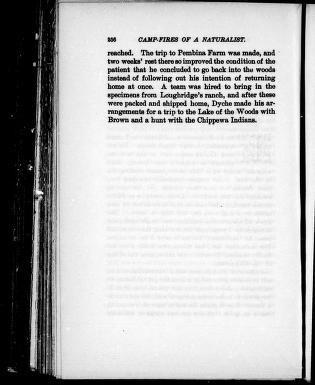 256 CAMP-FIRES OF A NATURALIST.
reached. The trip to Pembina Farm was made, and
two weeks' rest there so improved the condition of the
patient that he concluded to go back into the woods
instead of following out his intention of returning
home at once. A team was hired to bring in the
specimens from Loughridge's ranch, and after these
were packed and shipped home, Dyche made his ar-
rangements for a trip to the Lake of the Woods with
Brown and a hunt with the Chippewa Indians.